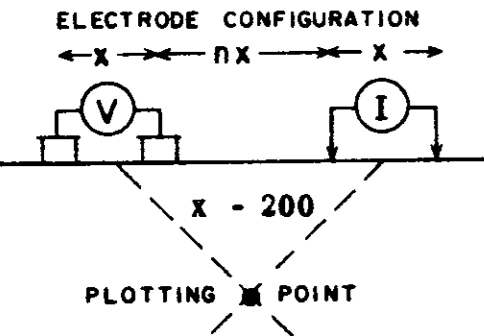 ELECTRODE CONFIGURATION
x nx x
V I
x - 200
PLOTTING POINT